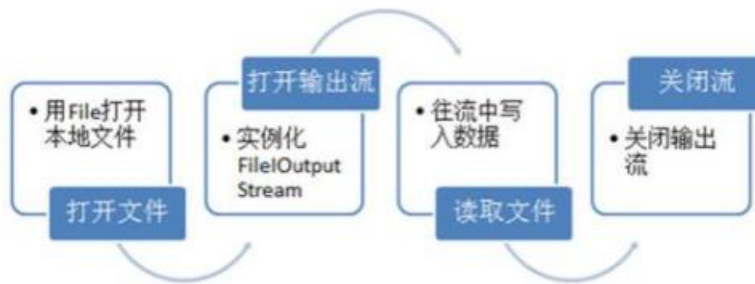 • 用File打开
本地文件
打开文件
打开输出流
• 实例化
FileIOutput
Stream
• 往流中写
入数据
读取文件
关闭流
• 关闭输出
流